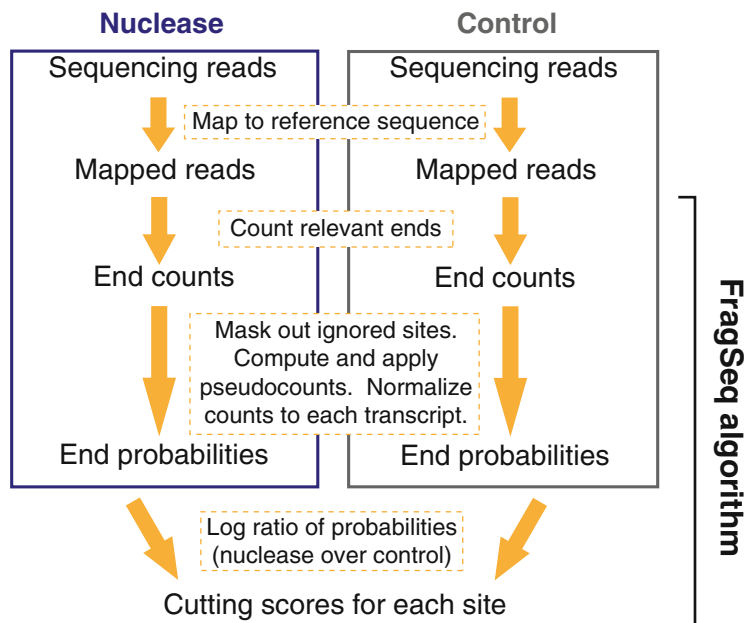 Nuclease
Control
Sequencing reads
Sequencing reads
Map to reference sequence
Mapped reads
Mapped reads
Count relevant ends
End counts
End counts
Mask out ignored sites.
Compute and apply
pseudocounts. Normalize
counts to each transcript.
End probabilities
End probabilities
Log ratio of probabilities
(nuclease over control)
Cutting scores for each site
FragSeq algorithm